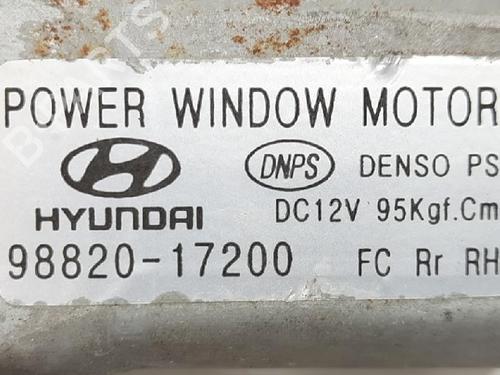 POWER WINDOW MOTOR
DNPS DENSO PS
HYUNDAI DC12V 95Kgf.Cm
98820-17200 FC Rr RH